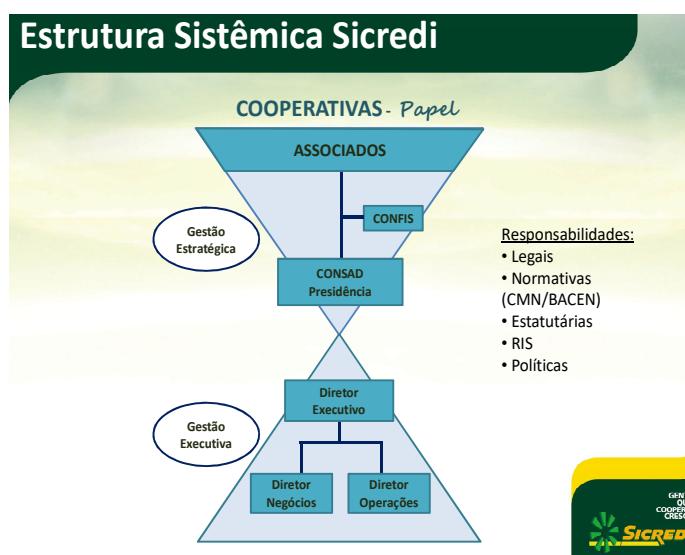 Estrutura Sistêmica Sicredi
COOPERATIVAS - Papel
ASSOCIADOS
CONFIS
Gestão
Estratégica
CONSAD
Presidência
Responsabilidades:
• Legais
• Normativas
(CMN/BACEN)
• Estatutárias
• RIS
• Políticas
Diretor
Executivo
Gestão
Executiva
Diretor
Negócios
Diretor
Operações